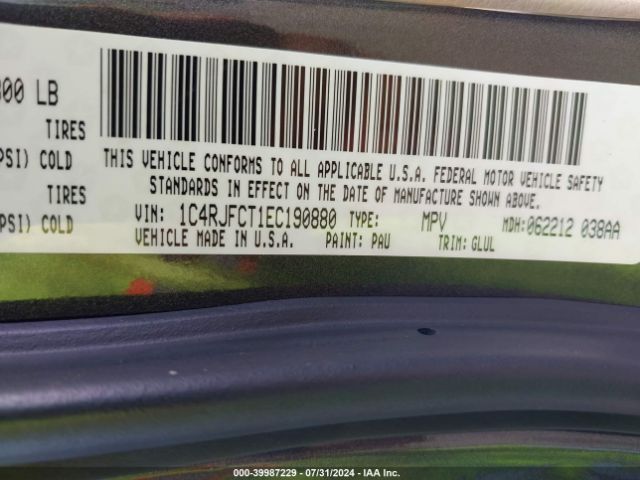 300 LB
TIRES
PSI) COLD
TIRES
PSI) COLD
THIS VEHICLE CONFORMS TO ALL APPLICABLE U.S.A. FEDERAL MOTOR VEHICLE SAFETY
STANDARDS IN EFFECT ON THE DATE OF MANUFACTURE SHOWN ABOVE.
VIN: 1C4RJFCT1EC190880 TYPE: MPV MDH:062212 038AA
VEHICLE MADE IN U.S.A. PAINT: PAU TRIM: GLUL
000-39987229 - 07/31/2024 - IAA Inc.